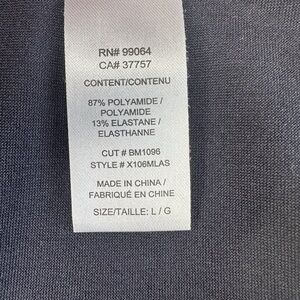 RN# 99064
CA# 37757
CONTENT/CONTENU
87% POLYAMIDE /
POLYAMIDE
13% ELASTANE /
ELASTHANNE
CUT # BM1096
STYLE # X106MLAS
MADE IN CHINA /
FABRIQUÉ EN CHINE
SIZE/TAILLE: L / G